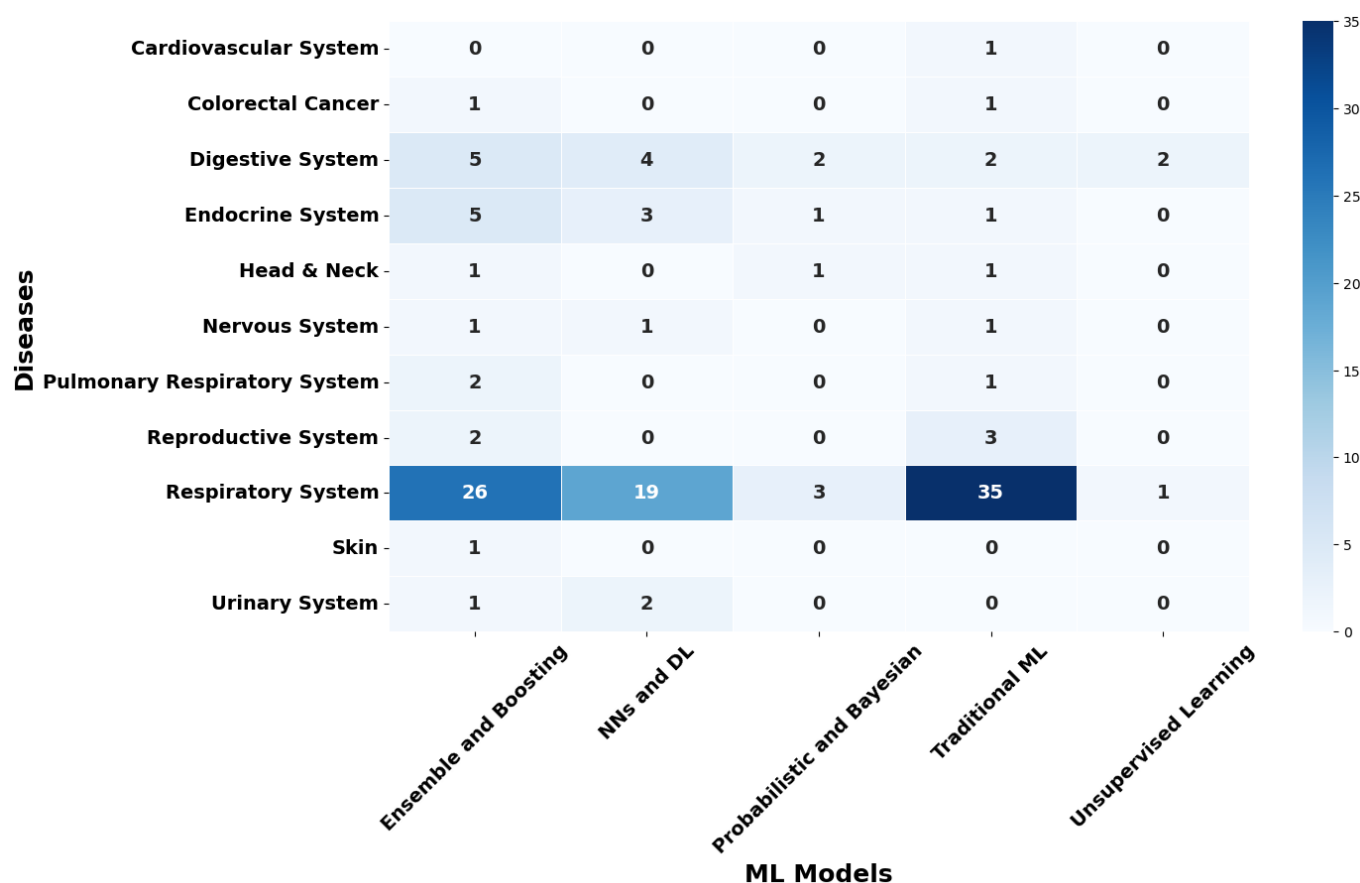 Diseases
Cardiovascular System 0 0 0 1 0
Colorectal Cancer 1 0 0 1 0
Digestive System 5 4 2 2 2
Endocrine System 5 3 1 1 0
Head & Neck 1 0 1 1 0
Nervous System 1 1 0 1 0
Pulmonary Respiratory System 2 0 0 1 0
Reproductive System 2 0 0 3 0
Respiratory System 26 19 3 35 1
Skin 1 0 0 0 0
Urinary System 1 2 0 0 0
Ensemble and Boosting
NNs and DL
Probabilistic and Bayesian
Traditional ML
Unsupervised Learning
ML Models
35
30
25
20
15
10
5
0